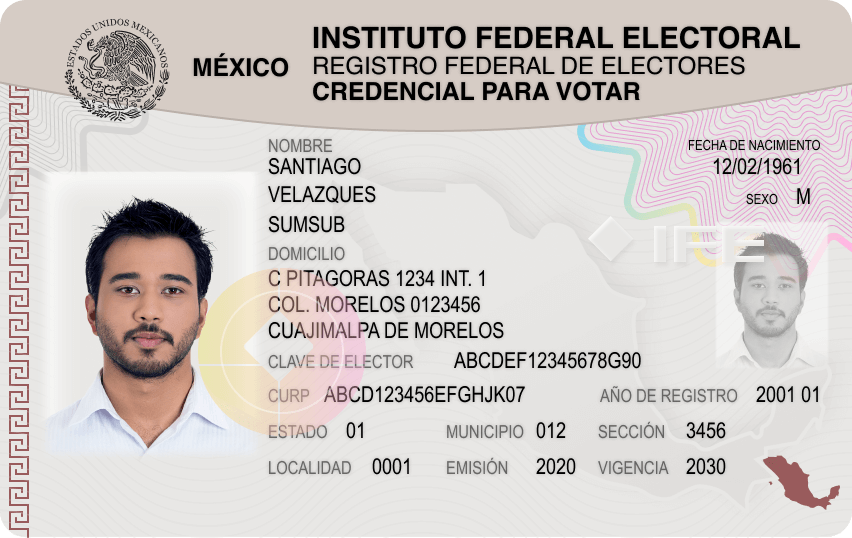 ESTADOS UNIDOS MEXICANOS
MÉXICO
INSTITUTO FEDERAL ELECTORAL
REGISTRO FEDERAL DE ELECTORES
CREDENCIAL PARA VOTAR
NOMBRE
SANTIAGO
VELAZQUES
SUMSUB
FECHA DE NACIMIENTO
12/02/1961
SEXO M
DOMICILIO
C PITAGORAS 1234 INT. 1
COL. MORELOS 0123456
CUAJIMALPA DE MORELOS
IFE
CLAVE DE ELECTOR ABCDEF12345678G90
CURP ABCD123456EFGHJK07 AÑO DE REGISTRO 2001 01
ESTADO 01 MUNICIPIO 012 SECCIÓN 3456
LOCALIDAD 0001 EMISIÓN 2020 VIGENCIA 2030